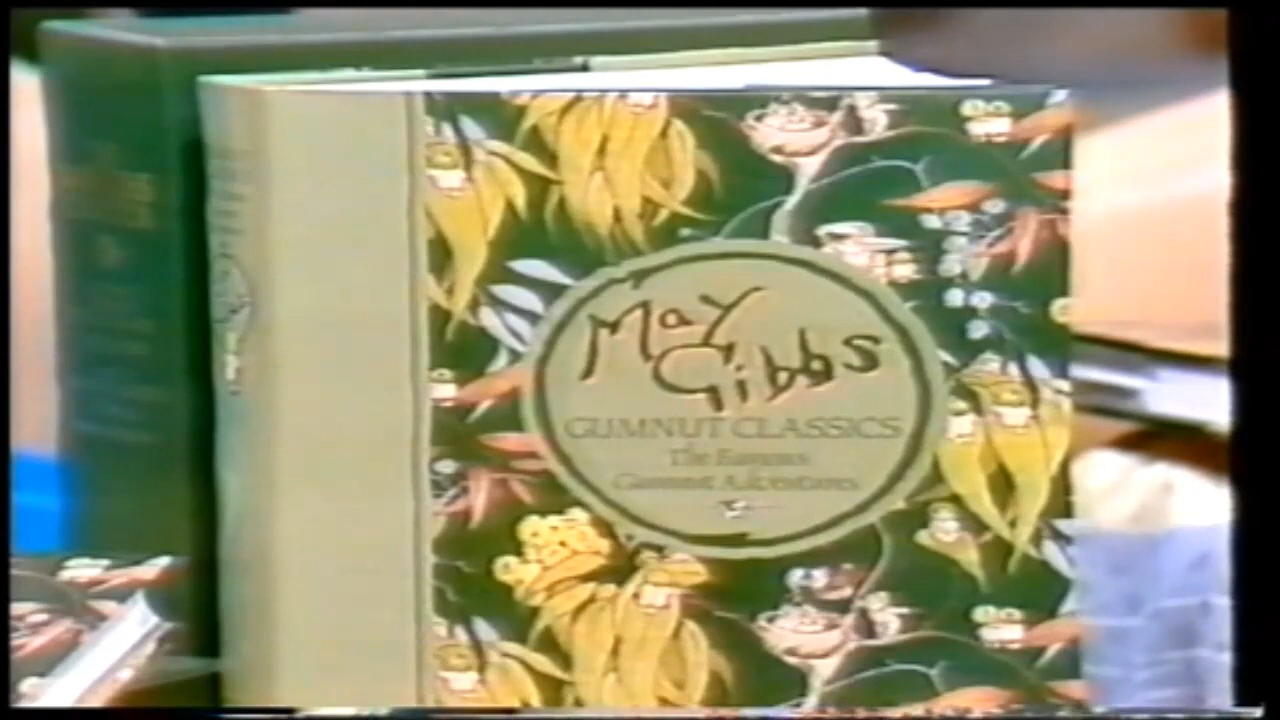 May
Gibbs
GUMNUT CLASSICS
The Famous
Gumnut Adventures